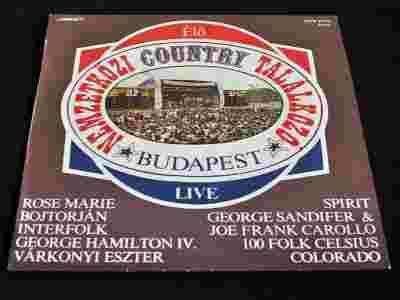 Élő
NEMZETKÖZI COUNTRY TALÁLKOZÓ
BUDAPEST
LIVE
ROSE MARIE
BOJTORJÁN
INTERFOLK
GEORGE HAMILTON IV.
VÁRKONYI ESZTER
SPIRIT
GEORGE SANDIFER &
JOE FRANK CAROLLO
100 FOLK CELSIUS
COLORADO